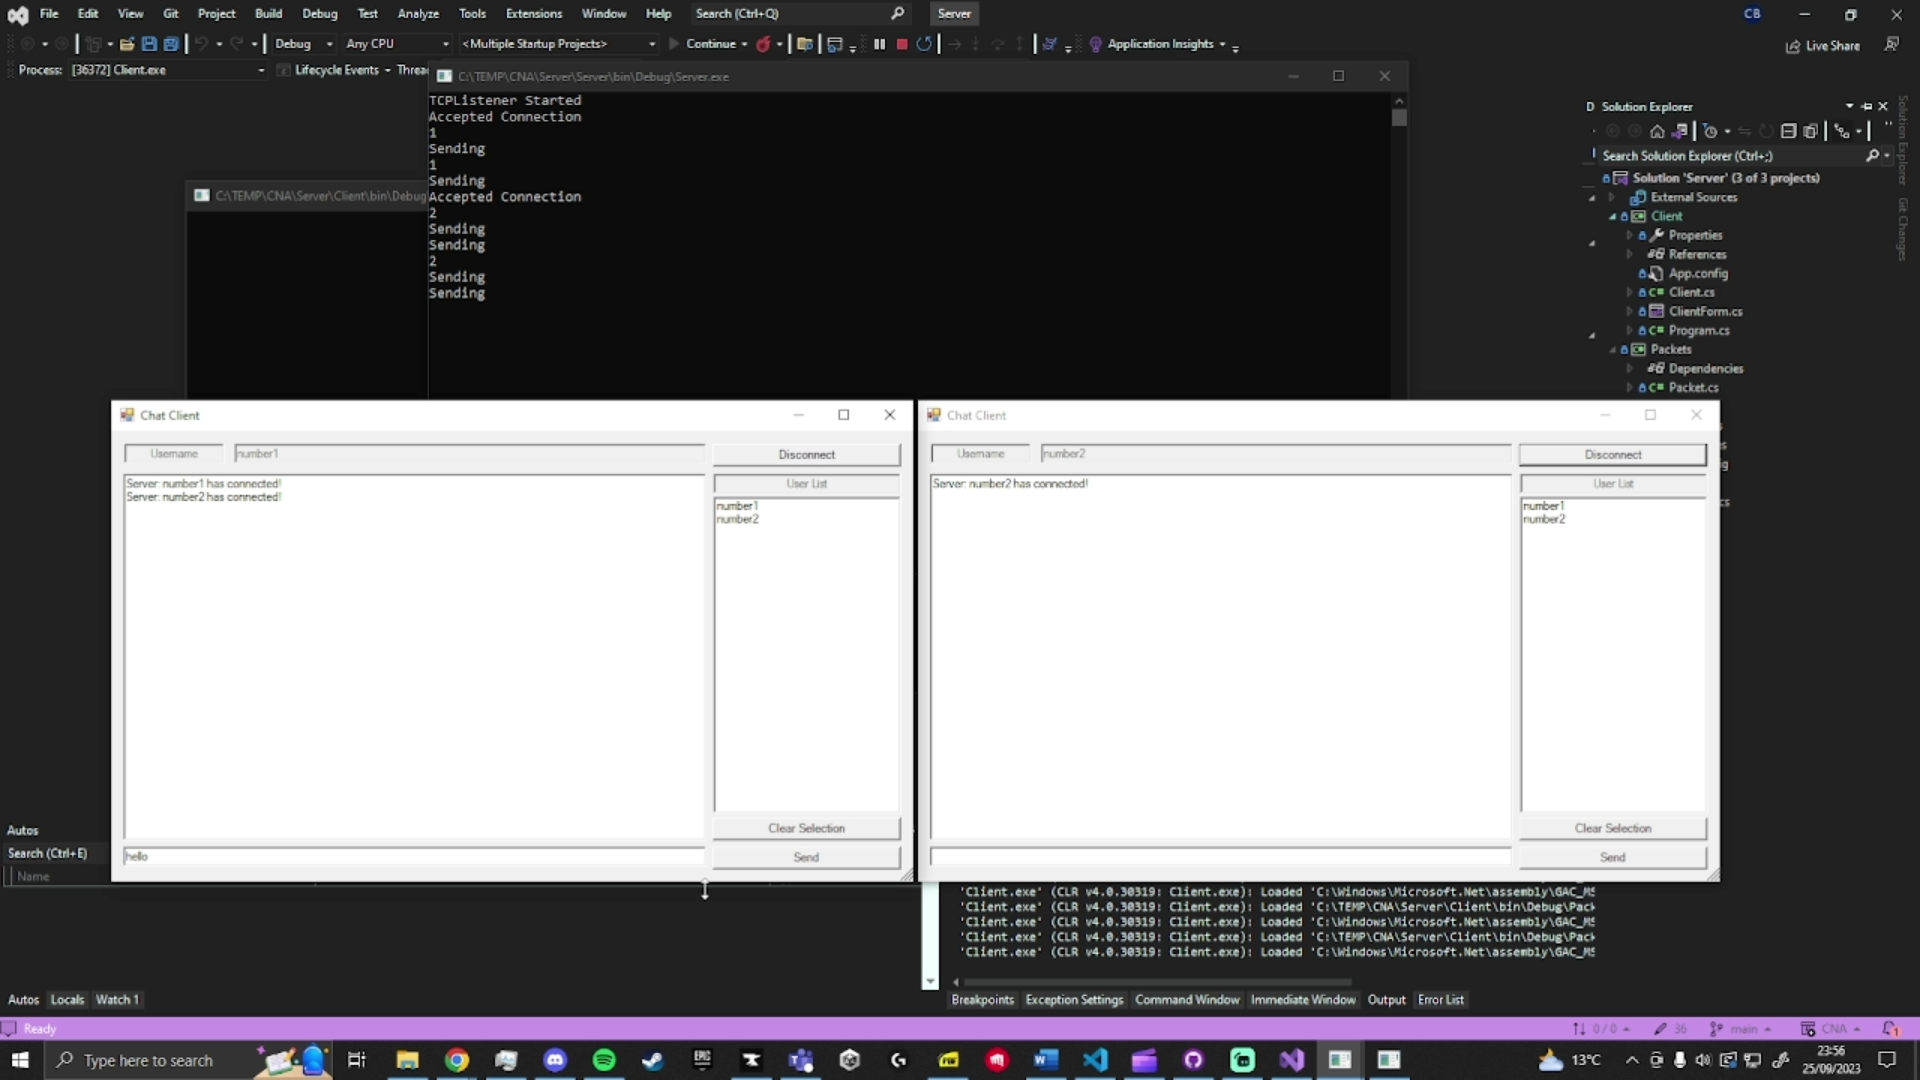 File Edit View Git Project Build Debug Test Analyze Tools Extensions Window Help Search (Ctrl+Q) Server CB
Debug Any CPU <Multiple Startup Projects> Continue Application Insights Live Share
Process: [36372] Client.exe Lifecycle Events
C:\TEMP\CNA\Server\Server\bin\Debug\Server.exe
TCPListener Started
Accepted Connection
1
Sending
1
Sending
Accepted Connection
2
Sending
Sending
2
Sending
Sending
C:\TEMP\CNA\Server\Client\bin\Debug
Solution Explorer
Search Solution Explorer (Ctrl+;)
Solution 'Server' (3 of 3 projects)
External Sources
Client
Properties
References
App.config
Client.cs
ClientForm.cs
Program.cs
Packets
Dependencies
Packet.cs
Solution Explorer
Git Changes
Chat Client
Username number1 Disconnect
Server: number1 has connected!
Server: number2 has connected!
User List
number1
number2
Clear Selection
hello Send
Chat Client
Username number2 Disconnect
Server: number2 has connected!
User List
number1
number2
Clear Selection
Send
Autos
Search (Ctrl+E)
Name
'Client.exe' (CLR v4.0.30319: Client.exe): Loaded 'C:\Windows\Microsoft.Net\assembly\GAC_MS
'Client.exe' (CLR v4.0.30319: Client.exe): Loaded 'C:\TEMP\CNA\Server\Client\bin\Debug\Pack
'Client.exe' (CLR v4.0.30319: Client.exe): Loaded 'C:\Windows\Microsoft.Net\assembly\GAC_MS
'Client.exe' (CLR v4.0.30319: Client.exe): Loaded 'C:\TEMP\CNA\Server\Client\bin\Debug\Pack
'Client.exe' (CLR v4.0.30319: Client.exe): Loaded 'C:\Windows\Microsoft.Net\assembly\GAC_MS
Autos Locals Watch 1
Breakpoints Exception Settings Command Window Immediate Window Output Error List
Ready 0 / 0 36 main CNA
Type here to search EPIC 13°C 23:56
25/09/2023